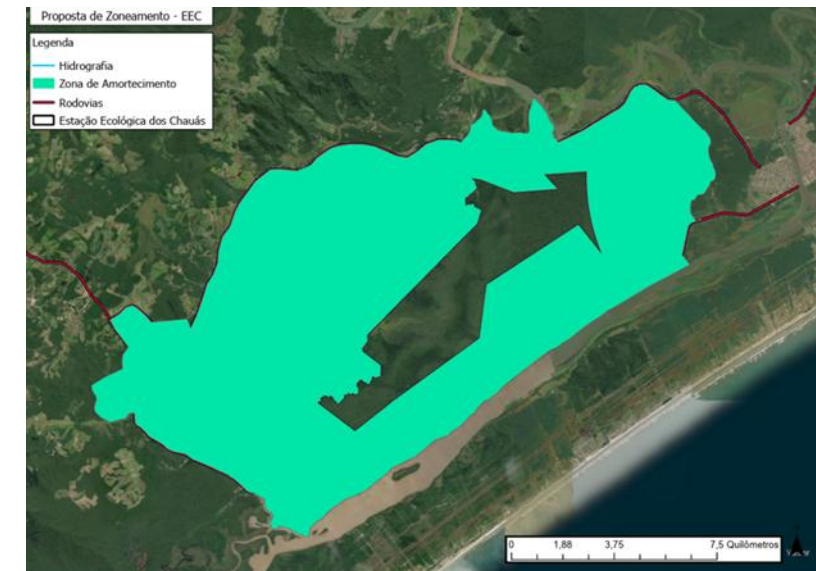 Proposta de Zoneamento - EEC
Legenda
Hidrografia
Zona de Amortecimento
Rodovias
Estação Ecológica dos Chauás
0 1,88 3,75 7,5 Quilômetros